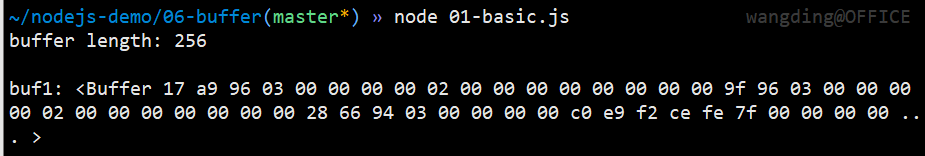 ~/nodejs-demo/06-buffer(master*) » node 01-basic.js wangding@OFFICE
buffer length: 256
buf1: <Buffer 17 a9 96 03 00 00 00 00 02 00 00 00 00 00 00 00 00 9f 96 03 00 00 00
00 02 00 00 00 00 00 00 00 28 66 94 03 00 00 00 00 c0 e9 f2 ce fe 7f 00 00 00 00 ..
. >